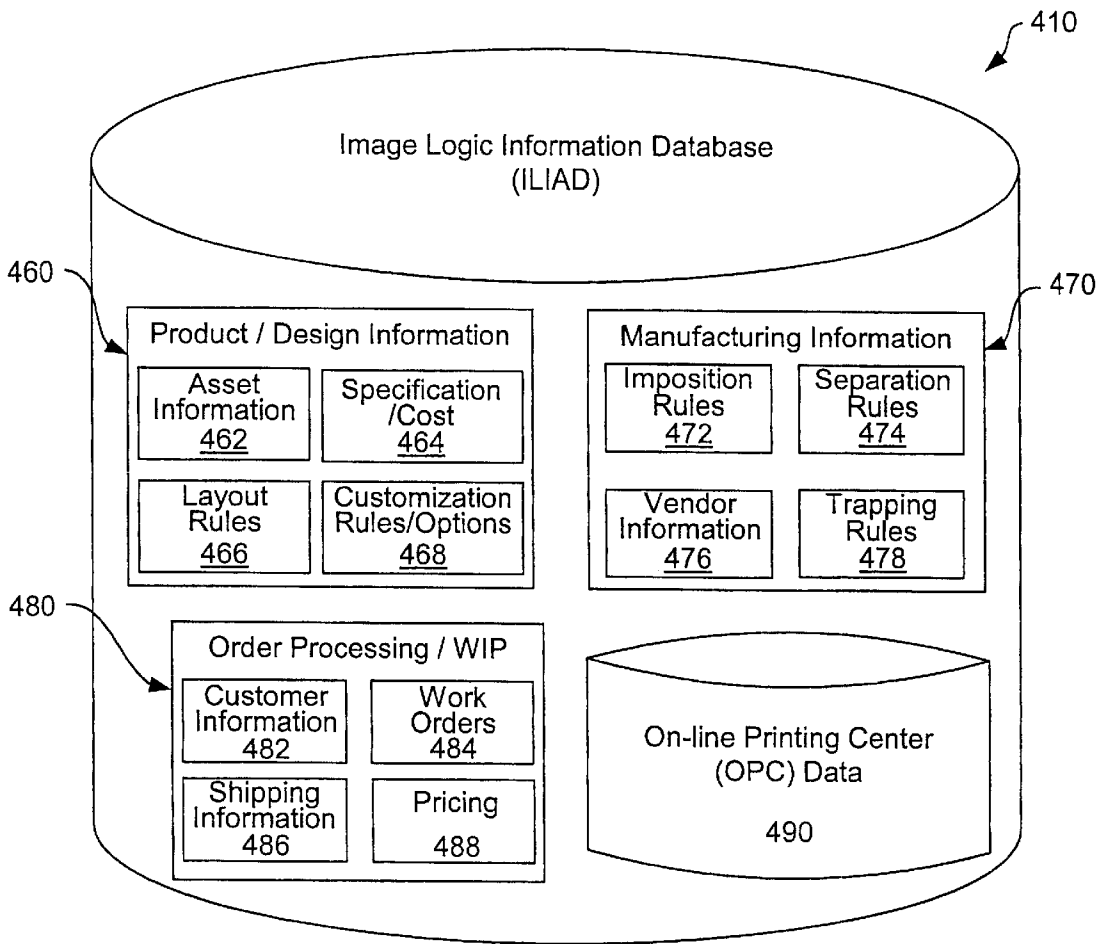 410
Image Logic Information Database
(ILIAD)
460
470
Product / Design Information
Asset
Information
462
Specification
/Cost
464
Layout
Rules
466
Customization
Rules/Options
468
Manufacturing Information
Imposition
Rules
472
Separation
Rules
474
Vendor
Information
476
Trapping
Rules
478
480
Order Processing / WIP
Customer
Information
482
Work
Orders
484
Shipping
Information
486
Pricing
488
On-line Printing Center
(OPC) Data
490